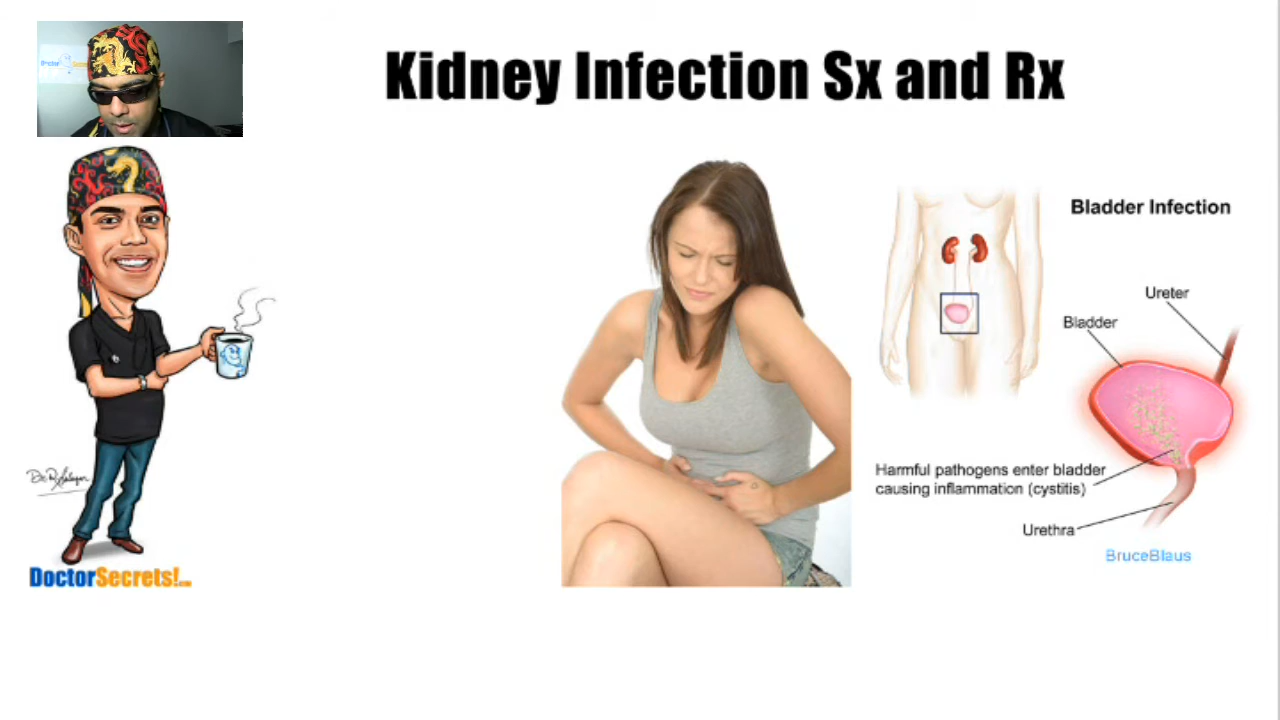 Kidney Infection Sx and Rx
Bladder Infection
Ureter
Bladder
Harmful pathogens enter bladder
causing inflammation (cystitis)
Urethra
BruceBlaus
DoctorSecrets!